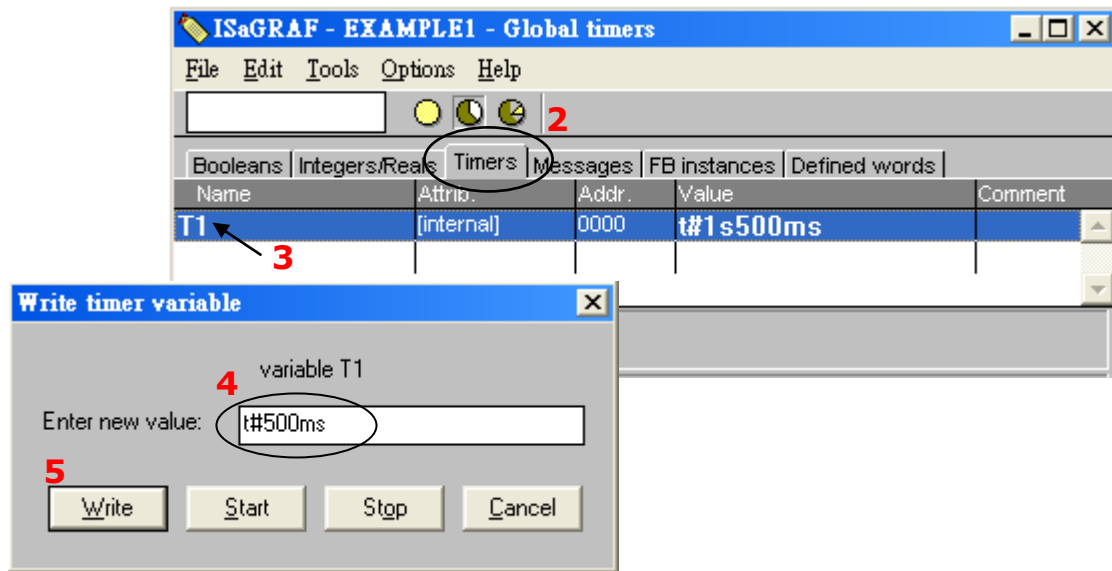 ISaGRAF - EXAMPLE1 - Global timers
File Edit Tools Options Help
2
Booleans Integers/Reals Timers Messages FB instances Defined words
Name Attrib. Addr. Value Comment
T1 [internal] 0000 t#1s500ms
3
Write timer variable
variable T1
4
Enter new value: t#500ms
5
Write Start Stop Cancel